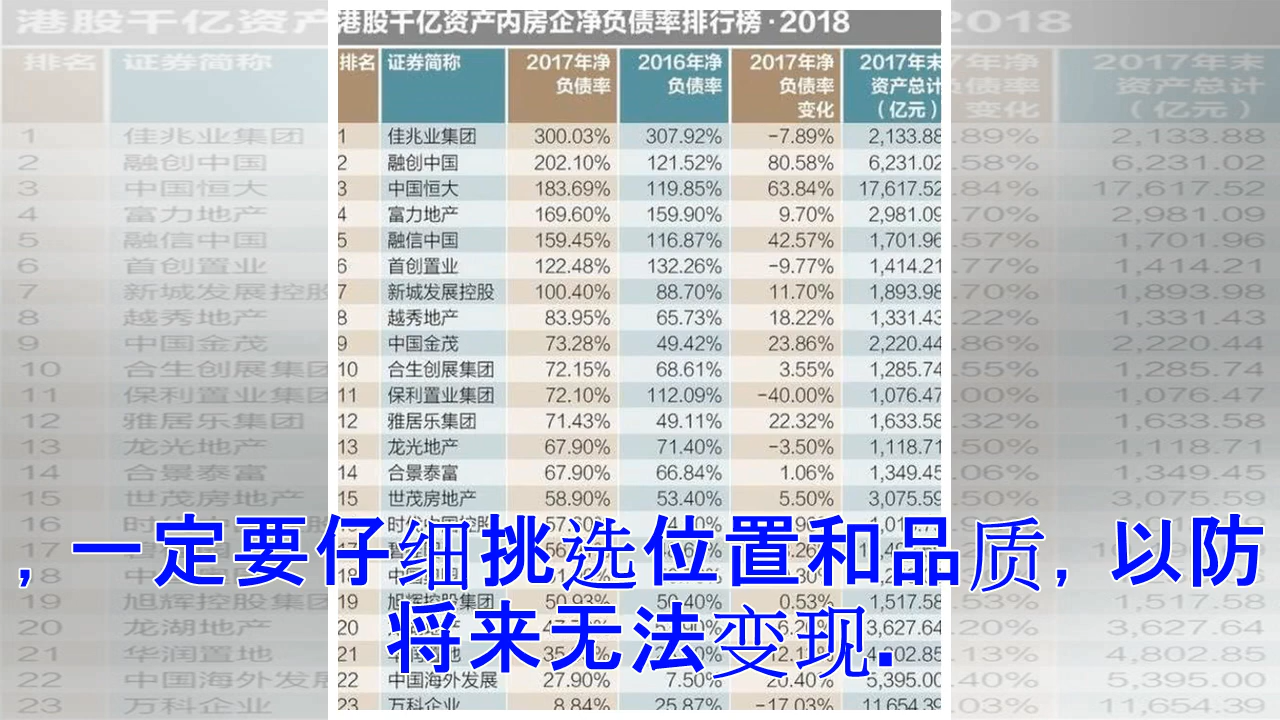 港股千亿资产内房企净负债率排行榜·2018
排名 证券简称 2017年净负债率 2016年净负债率 2017年净负债率变化 2017年末资产总计(亿元)
1 佳兆业集团 300.03% 307.92% -7.89% 2,133.88
2 融创中国 202.10% 121.52% 80.58% 6,231.02
3 中国恒大 183.69% 119.85% 63.84% 17,617.52
4 富力地产 169.60% 159.90% 9.70% 2,981.09
5 融信中国 159.45% 116.87% 42.57% 1,701.96
6 首创置业 122.48% 132.26% -9.77% 1,414.21
7 新城发展控股 100.40% 88.70% 11.70% 1,893.98
8 越秀地产 83.95% 65.73% 18.22% 1,331.43
9 中国金茂 73.28% 49.42% 23.86% 2,220.44
10 合生创展集团 72.15% 68.61% 3.55% 1,285.74
11 保利置业集团 72.10% 112.09% -40.00% 1,076.47
12 雅居乐集团 71.43% 49.11% 22.32% 1,633.58
13 龙光地产 67.90% 71.40% -3.50% 1,118.71
14 合景泰富 67.90% 66.84% 1.06% 1,349.45
15 世茂房地产 58.90% 53.40% 5.50% 3,075.59
16
17
,一定要仔细挑选位置和品质,以防
18
19 旭辉控股集团 50.93% 50.40% 0.53% 1,517.58
20 龙湖地产 3,627.64
将来无法变现.
21 华润置地 4,802.85
22 中国海外发展 27.90% 7.50% 20.40% 5,395.00
23 万科企业 8.84% 25.87% -17.03% 11,654.39